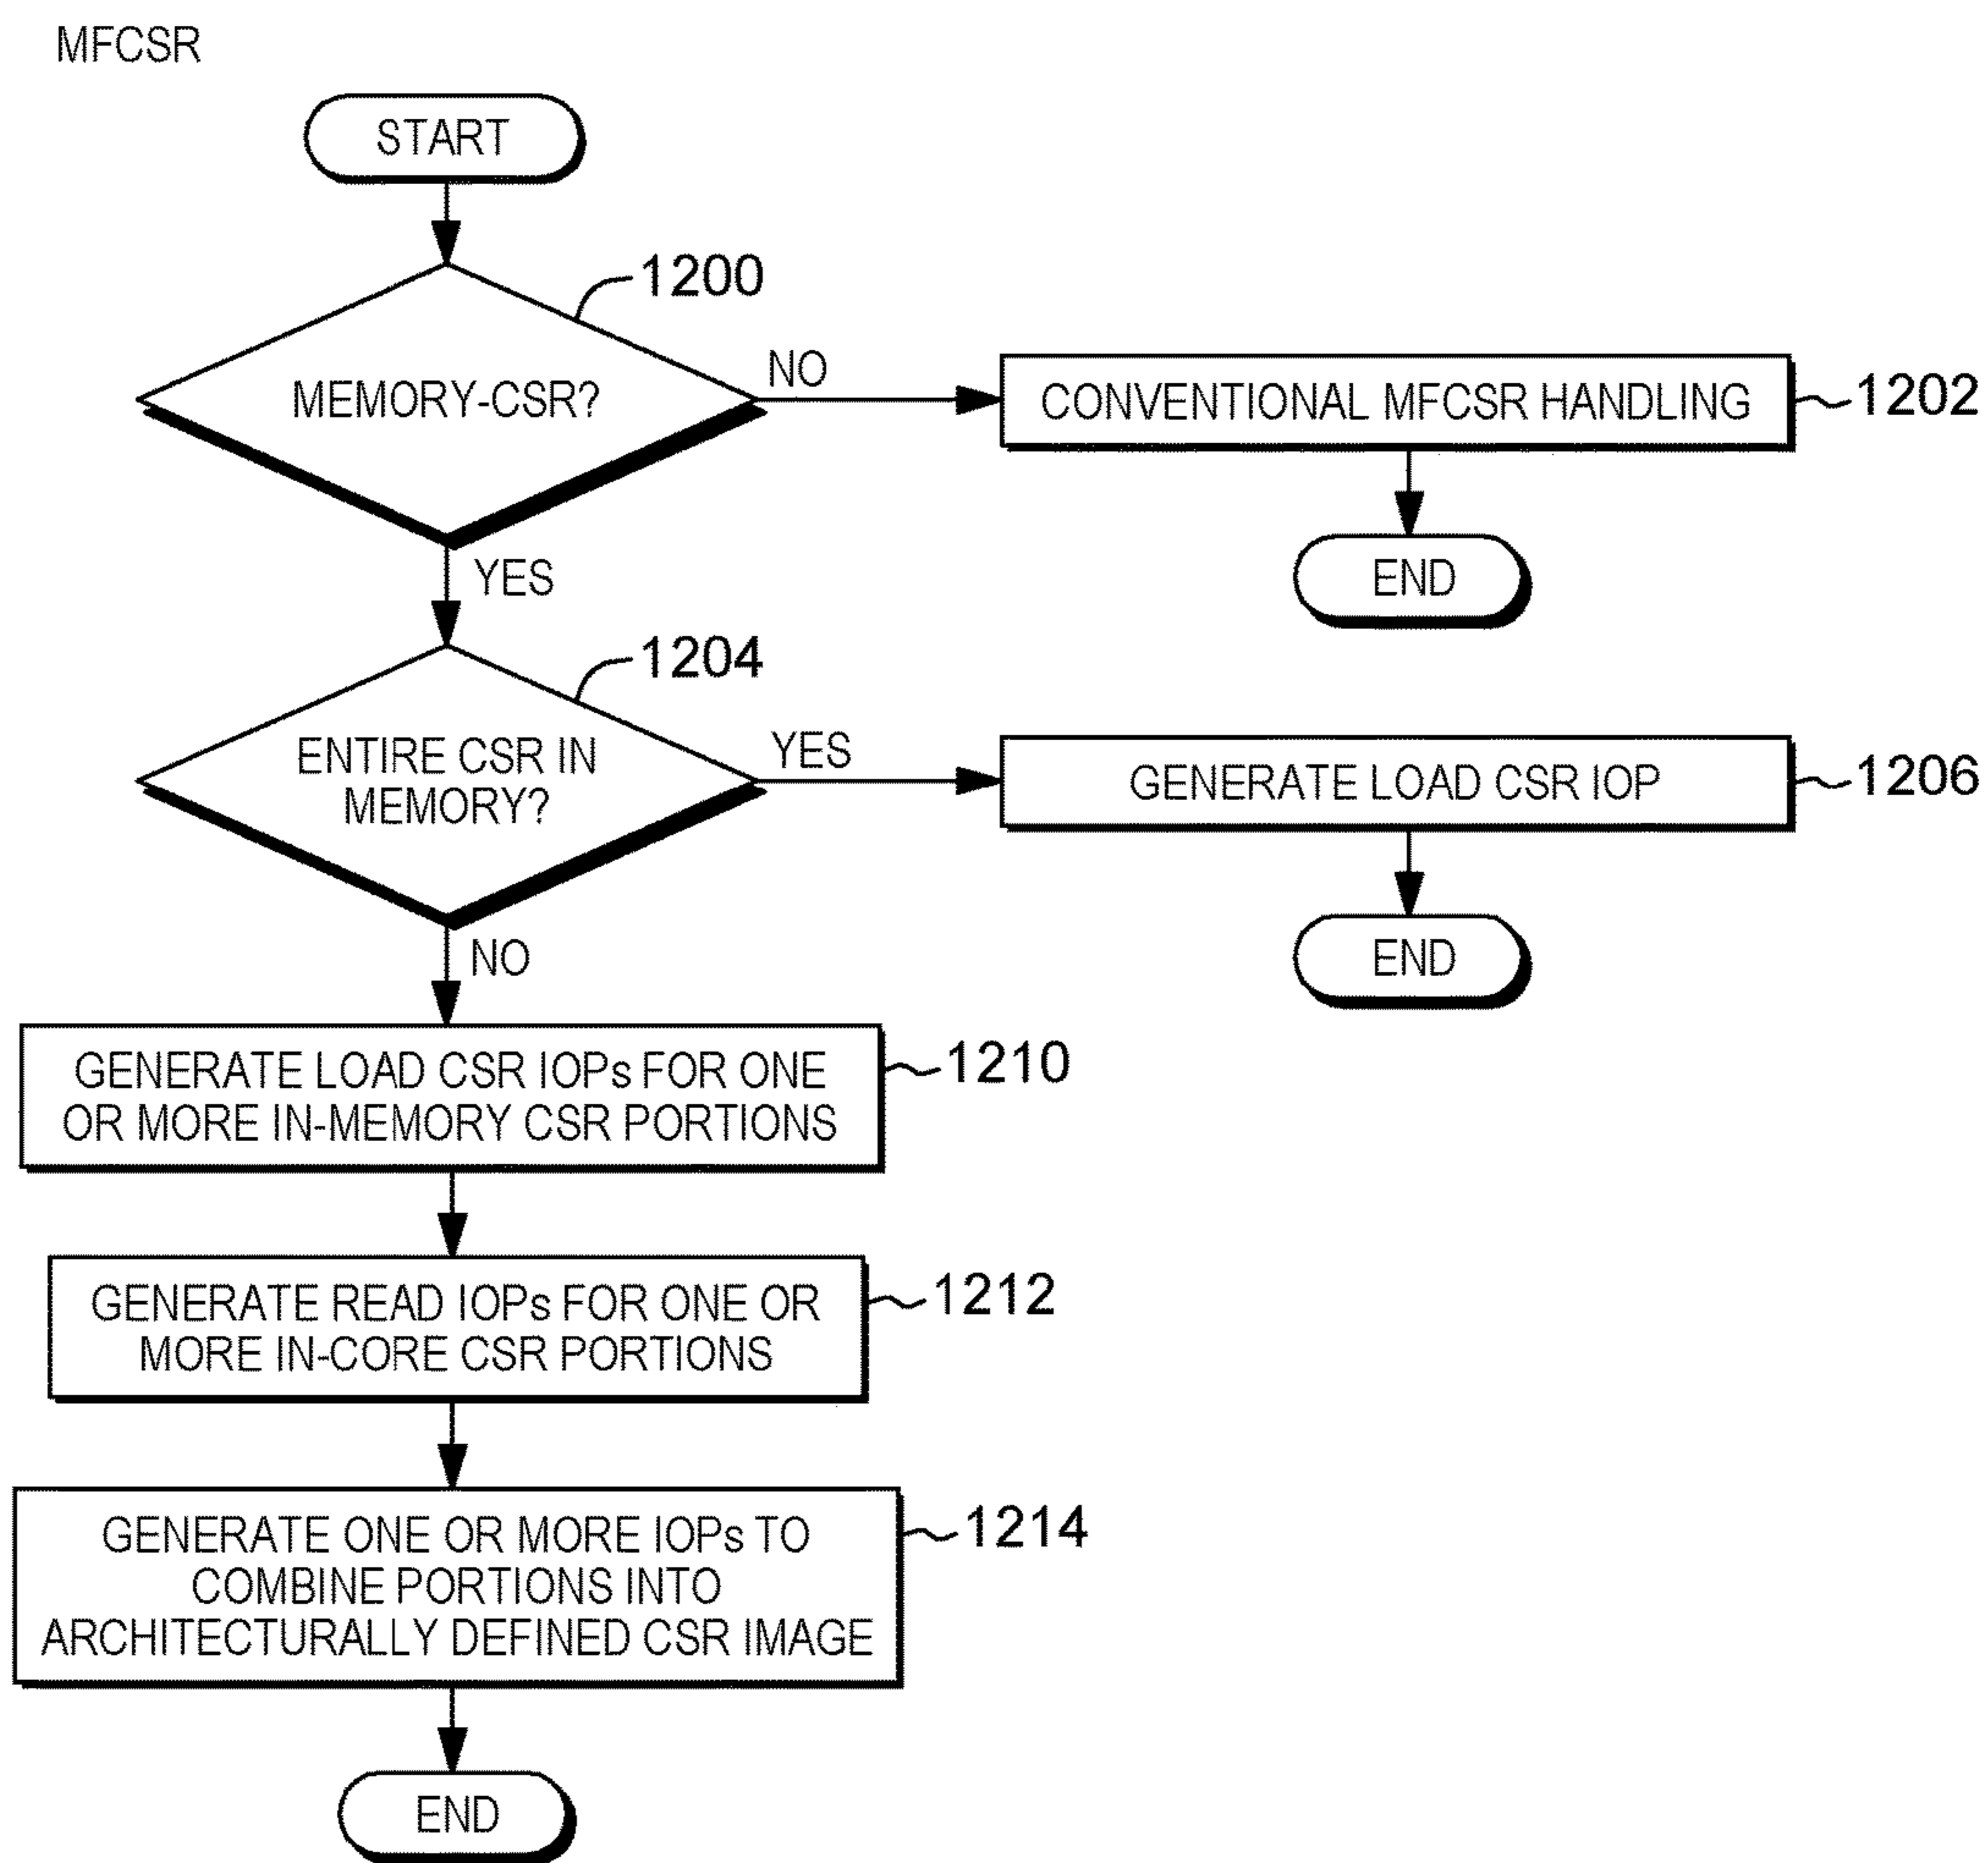 MFCSR
START
1200
MEMORY-CSR?
NO
CONVENTIONAL MFCSR HANDLING
1202
END
YES
1204
ENTIRE CSR IN
MEMORY?
YES
GENERATE LOAD CSR IOP
1206
END
NO
GENERATE LOAD CSR IOPs FOR ONE
OR MORE IN-MEMORY CSR PORTIONS
1210
GENERATE READ IOPs FOR ONE OR
MORE IN-CORE CSR PORTIONS
1212
GENERATE ONE OR MORE IOPs TO
COMBINE PORTIONS INTO
ARCHITECTURALLY DEFINED CSR IMAGE
1214
END